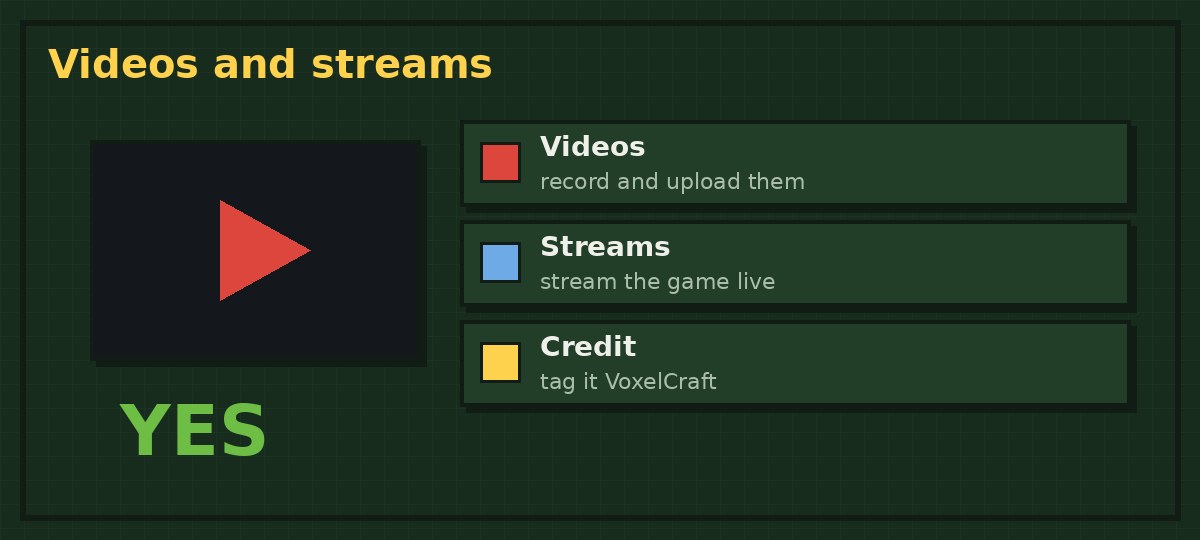 Videos and streams
Videos
record and upload them
Streams
stream the game live
Credit
tag it VoxelCraft
YES